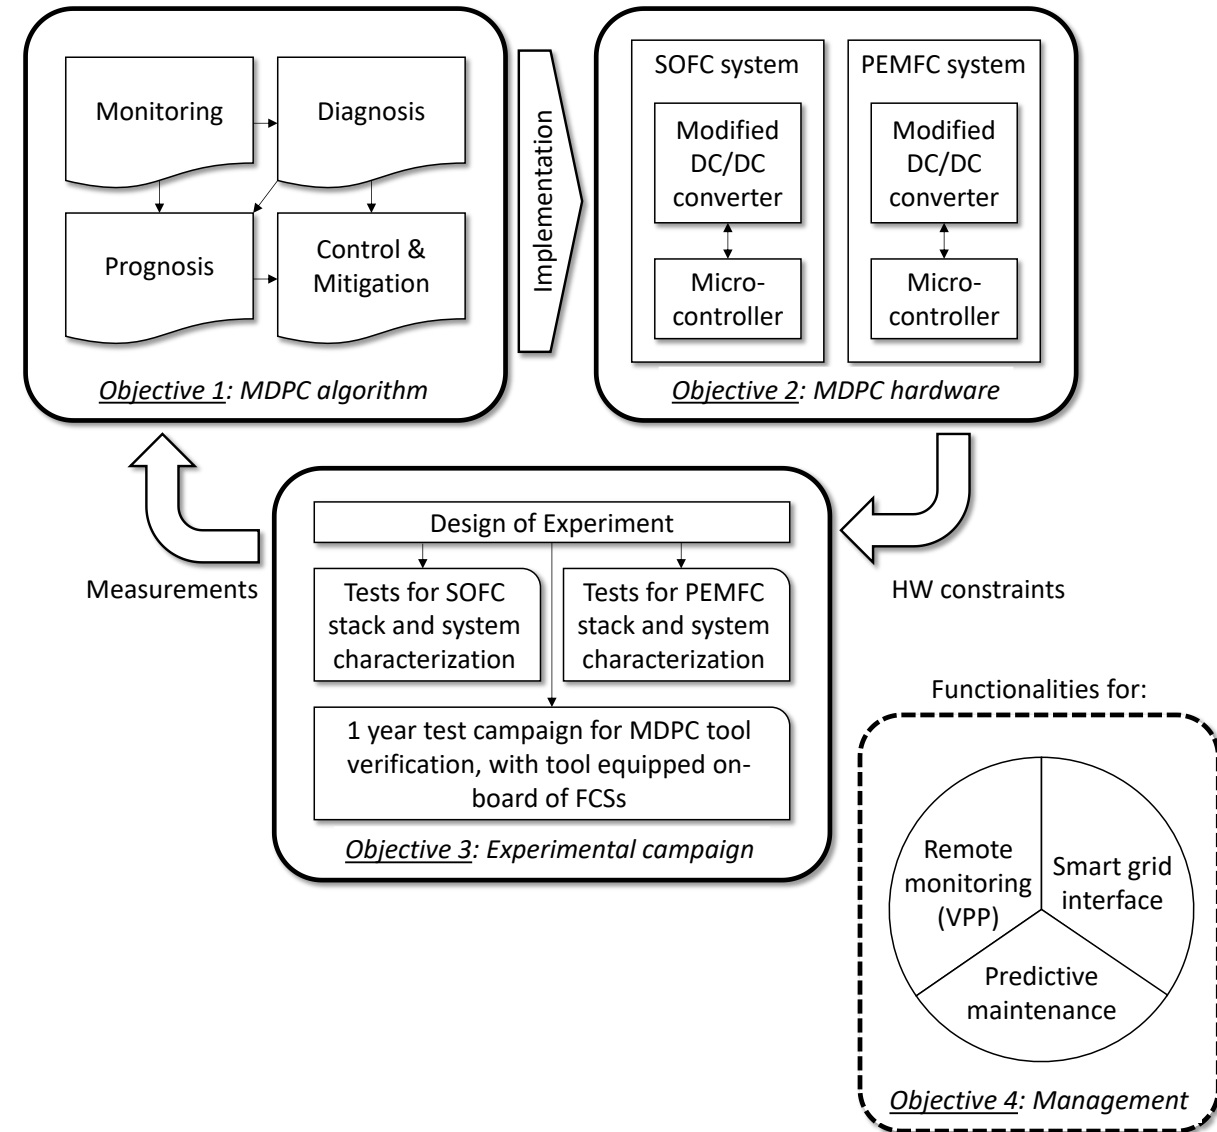 Monitoring
Diagnosis
Prognosis
Control &
Mitigation
Objective 1: MDPC algorithm
Implementation
SOFC system
Modified
DC/DC
converter
Micro-
controller
PEMFC system
Modified
DC/DC
converter
Micro-
controller
Objective 2: MDPC hardware
Measurements
HW constraints
Design of Experiment
Tests for SOFC
stack and system
characterization
Tests for PEMFC
stack and system
characterization
1 year test campaign for MDPC tool
verification, with tool equipped on-
board of FCSs
Objective 3: Experimental campaign
Functionalities for:
Remote
monitoring
(VPP)
Smart grid
interface
Predictive
maintenance
Objective 4: Management